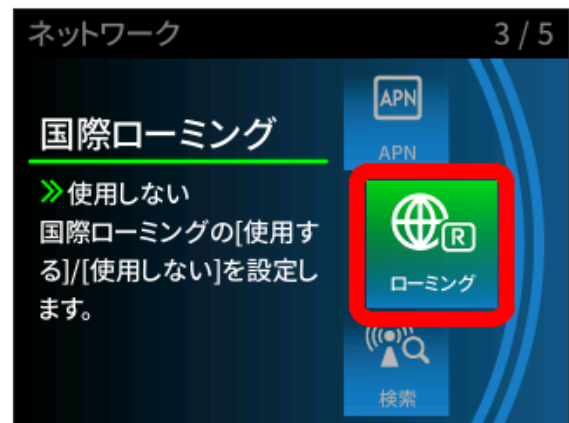 ネットワーク 3 / 5
国際ローミング
≫使用しない
国際ローミングの[使用す
る]/[使用しない]を設定し
ます。
APN
APN
R
ローミング
検索